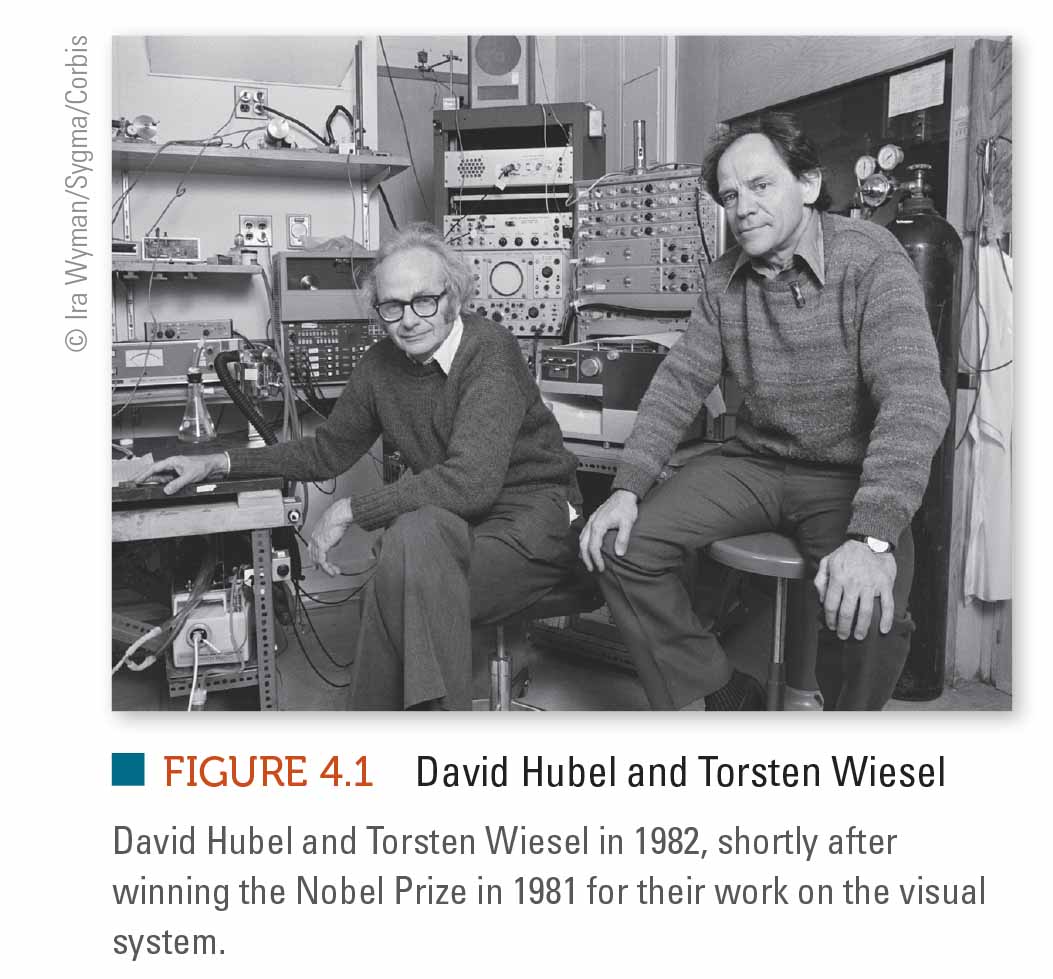 © Ira Wyman/Sygma/Corbis
FIGURE 4.1 David Hubel and Torsten Wiesel
David Hubel and Torsten Wiesel in 1982, shortly after
winning the Nobel Prize in 1981 for their work on the visual
system.